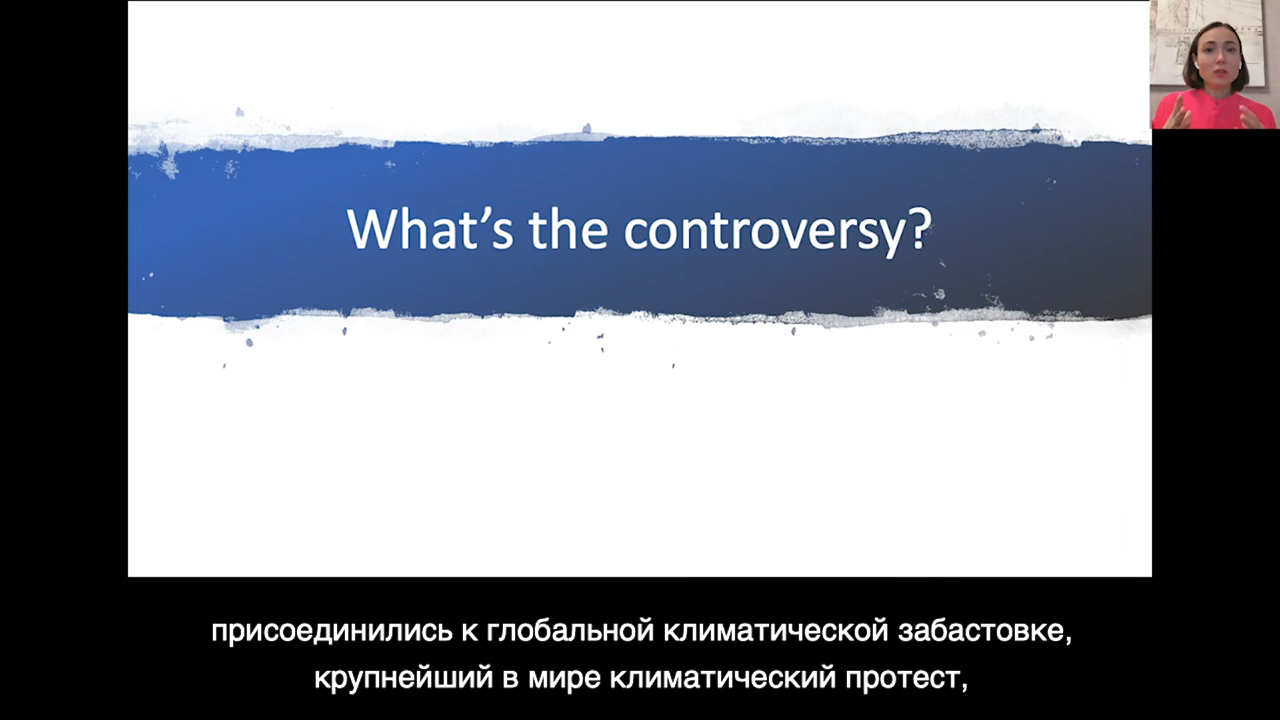 What’s the controversy?
присоединились к глобальной климатической забастовке,
крупнейший в мире климатический протест,